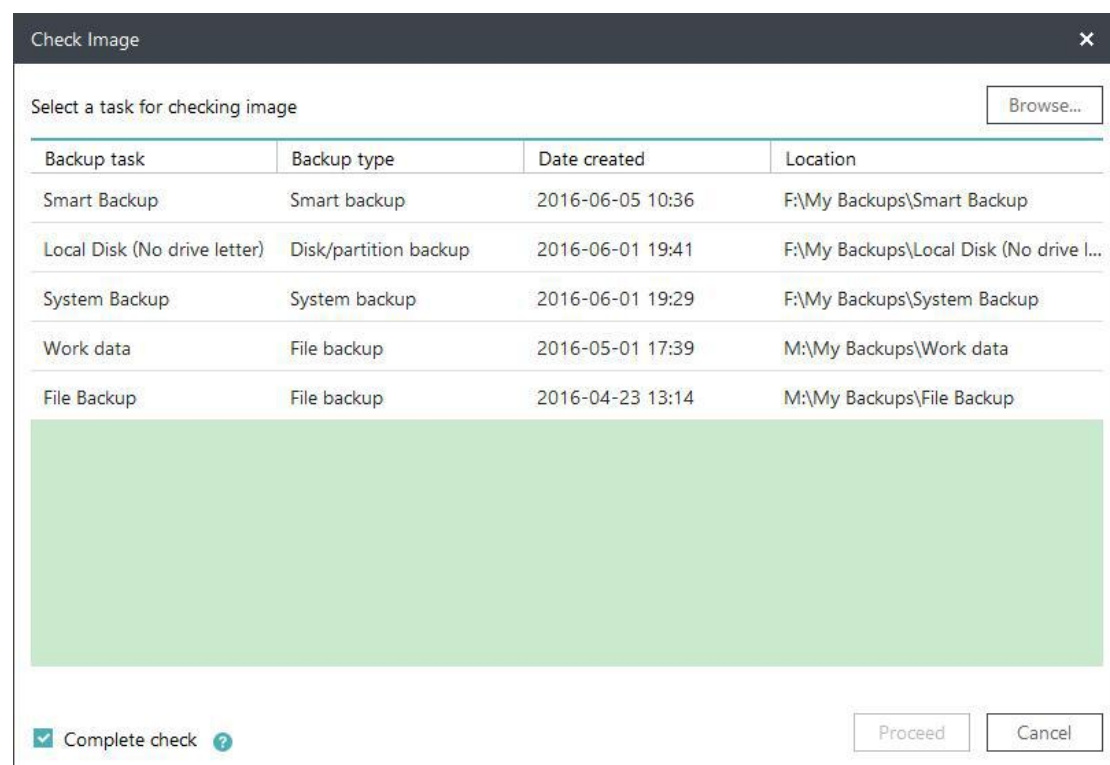 Check Image
Select a task for checking image Browse...
Backup task Backup type Date created Location
Smart Backup Smart backup 2016-06-05 10:36 F:\My Backups\Smart Backup
Local Disk (No drive letter) Disk/partition backup 2016-06-01 19:41 F:\My Backups\Local Disk (No drive l...
System Backup System backup 2016-06-01 19:29 F:\My Backups\System Backup
Work data File backup 2016-05-01 17:39 M:\My Backups\Work data
File Backup File backup 2016-04-23 13:14 M:\My Backups\File Backup
Complete check ? Proceed Cancel